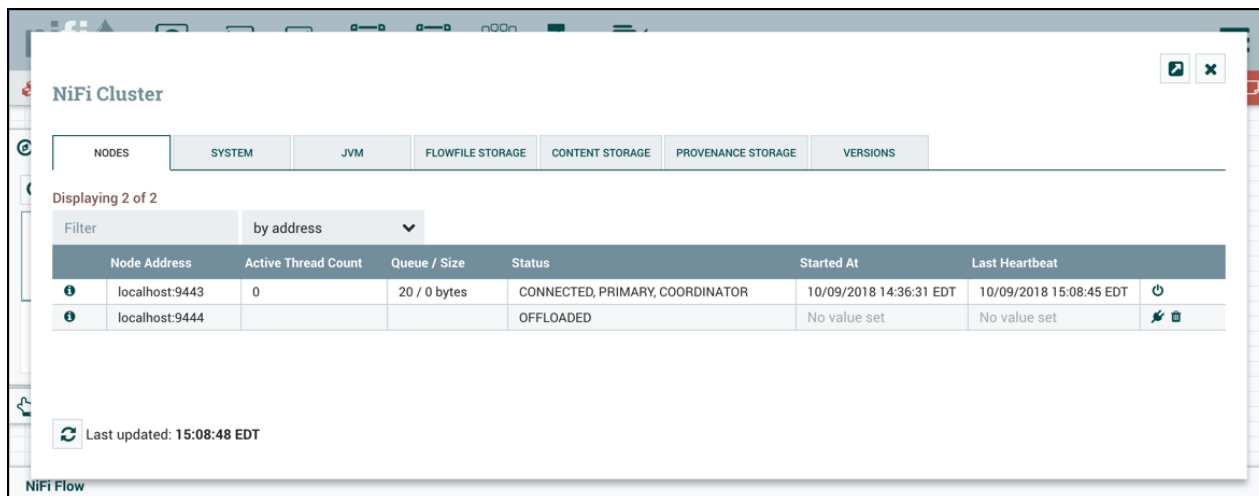 nifi
NiFi Cluster
NODES SYSTEM JVM FLOWFILE STORAGE CONTENT STORAGE PROVENANCE STORAGE VERSIONS
Displaying 2 of 2
Filter by address
Node Address Active Thread Count Queue / Size Status Started At Last Heartbeat
localhost:9443 0 20 / 0 bytes CONNECTED, PRIMARY, COORDINATOR 10/09/2018 14:36:31 EDT 10/09/2018 15:08:45 EDT
localhost:9444 OFFLOADED No value set No value set
Last updated: 15:08:48 EDT
NiFi Flow